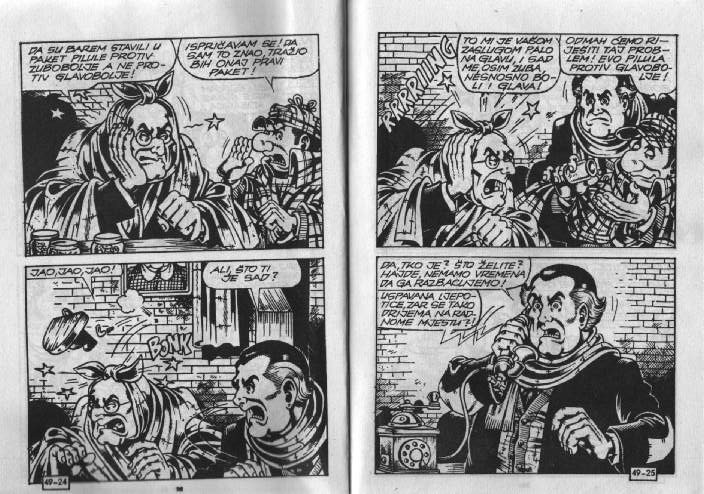 DA SU BAREM STAVILI U
PAKET PILULE PROTIV
ZUBOBOLJE A NE PRO-
TIV GLAVOBOLJE!
ISPRIČAVAM SE! DA
SAM TO ZNAO, TRAŽIO
BIH ONAJ PRAVI
PAKET!
JAO, JAO, JAO!
ALI, ŠTO TI
JE SAD?
BONK
49-24
98
RRRRRIIING
TO MI JE VAŠOM
ZASLUGOM PALO
NA GLAVU, I SAD
ME, OSIM ZUBA,
NESNOSNO BO-
LI I GLAVA!
ODMAH ĆEMO RI-
JEŠITI TAJ PROB-
LEM! EVO PILULA
PROTIV GLAVOBO-
LJE!
DA, TKO JE? ŠTO ŽELITE?
HAJDE, NEMAMO VREMENA
DA GA RAZBACUJEMO!
USPAVANA LJEPO-
TICE, ZAR SE TAKO
DRIJEMA NA RAD-
NOME MJESTU?!
49-25